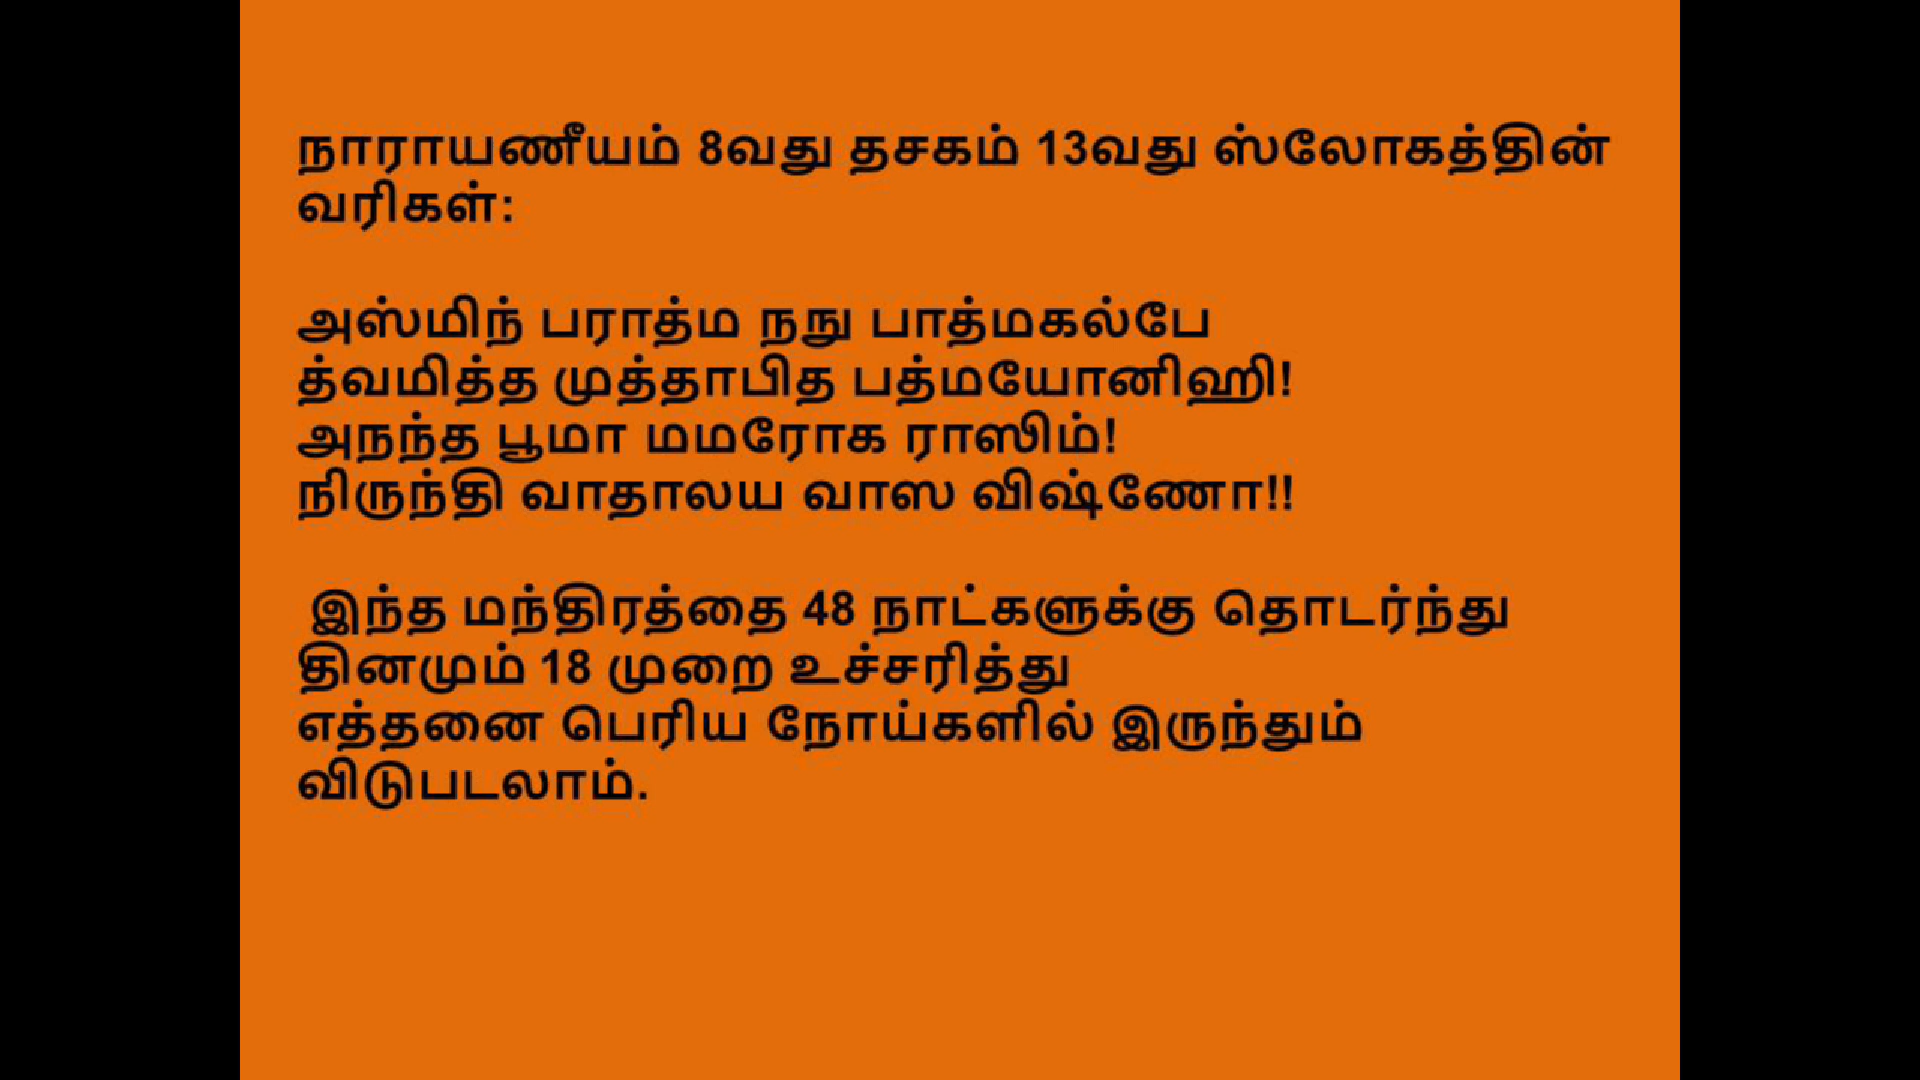 நாராயணீயம் 8வது தசகம் 13வது ஸ்லோகத்தின்
வரிகள்:
அஸ்மிந் பராத்ம நநு பாத்மகல்பே
த்வமித்த முத்தாபித பத்மயோனிஹி!
அநந்த பூமா மமரோக ராஸிம்!
நிருந்தி வாதாலய வாஸ விஷ்ணோ!!
இந்த மந்திரத்தை 48 நாட்களுக்கு தொடர்ந்து
தினமும் 18 முறை உச்சரித்து
எத்தனை பெரிய நோய்களில் இருந்தும்
விடுபடலாம்.